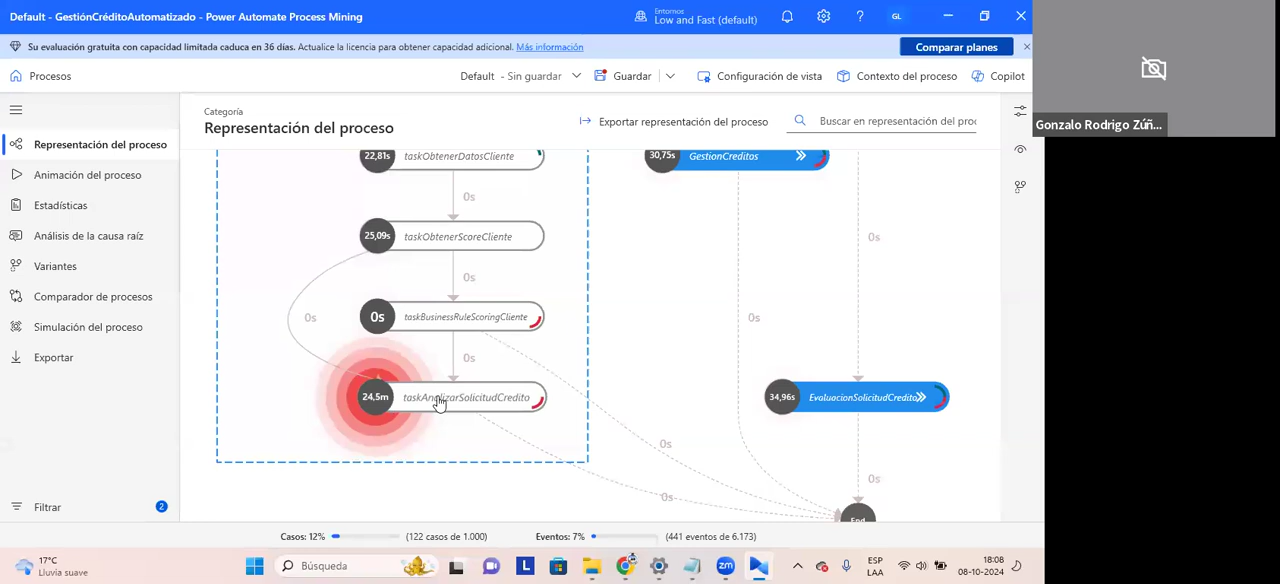 Default - GestiónCréditoAutomatizado - Power Automate Process Mining
Entornos
Low and Fast (default)
GL
Su evaluación gratuita con capacidad limitada caduca en 36 días. Actualice la licencia para obtener capacidad adicional. Más información
Comparar planes
Procesos
Default - Sin guardar
Guardar
Configuración de vista
Contexto del proceso
Copilot
Gonzalo Rodrigo Zúñ...
Categoría
Representación del proceso
Exportar representación del proceso
Buscar en representación del proc
Representación del proceso
Animación del proceso
Estadísticas
Análisis de la causa raíz
Variantes
Comparador de procesos
Simulación del proceso
Exportar
Filtrar
2
22,81s
taskObtenerDatosCliente
30,75s
GestionCreditos
0s
25,09s
taskObtenerScoreCliente
0s
0s
0s
0s
taskBusinessRuleScoringCliente
0s
0s
24,5m
taskAnalizarSolicitudCredito
34,96s
EvaluacionSolicitudCredito
0s
0s
0s
End
Casos: 12%
(122 casos de 1.000)
Eventos: 7%
(441 eventos de 6.173)
17°C
Lluvia suave
Búsqueda
L
zm
ESP
LAA
18:08
08-10-2024